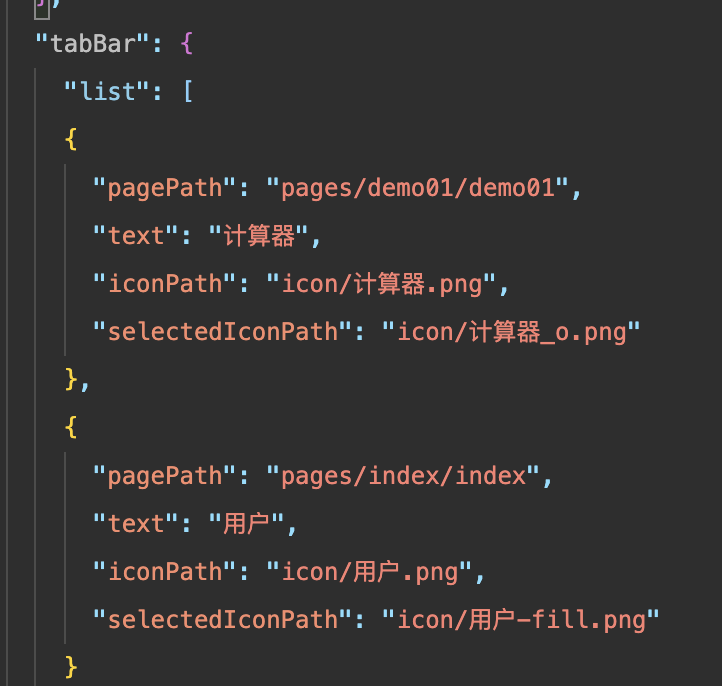 },
"tabBar": {
"list": [
{
"pagePath": "pages/demo01/demo01",
"text": "计算器",
"iconPath": "icon/计算器.png",
"selectedIconPath": "icon/计算器_o.png"
},
{
"pagePath": "pages/index/index",
"text": "用户",
"iconPath": "icon/用户.png",
"selectedIconPath": "icon/用户-fill.png"
}